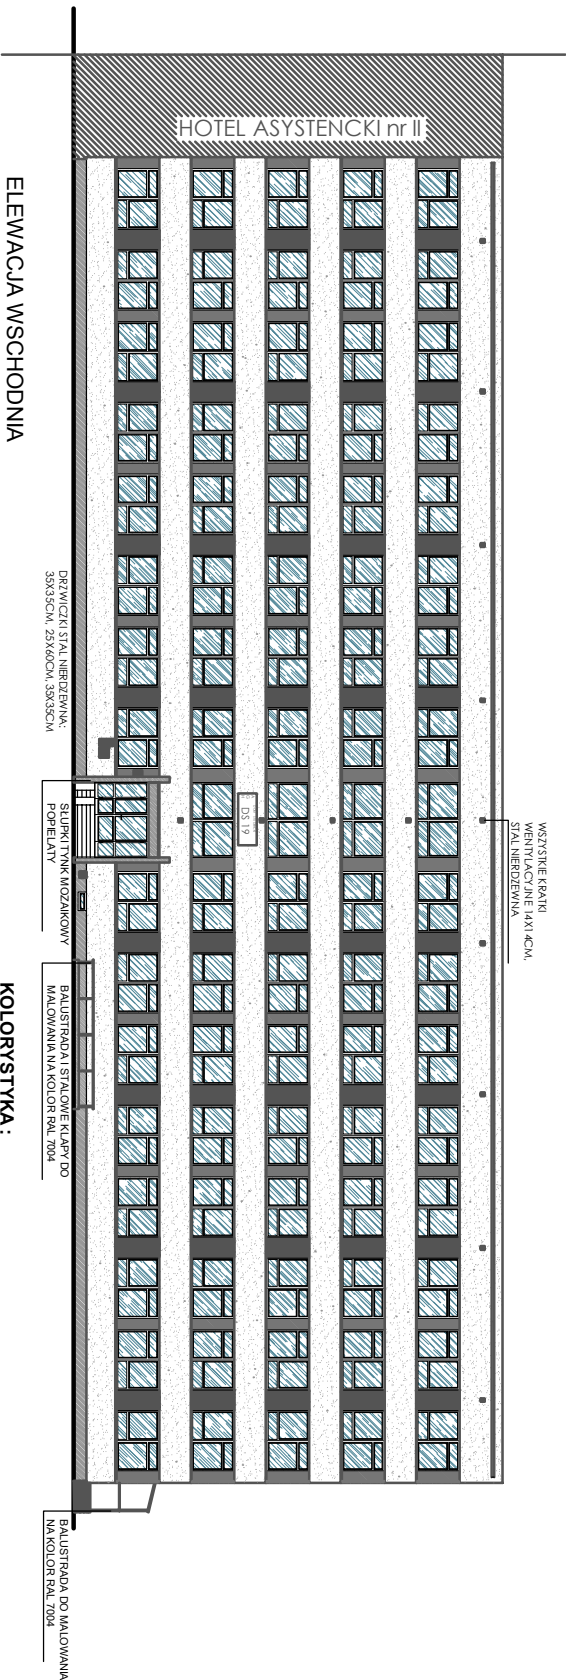 HOTEL ASYSTENCKI nr II
WSZYSTKIE KRATKI
WENTYLACYJNE 14X14CM,
STAL NIERDZEWNA
DS 19
DRZWICZKI STAL NIERDZEWNA:
35X35CM, 25X60CM, 35X35CM
SŁUPKI TYNK MOZAIKOWY
POPIELATY
BALUSTRADA I STALOWE KLAPY DO
MALOWANIA NA KOLOR RAL 7004
BALUSTRADA DO MALOWANIA
NA KOLOR RAL 7004
ELEWACJA WSCHODNIA
KOLORYSTYKA :